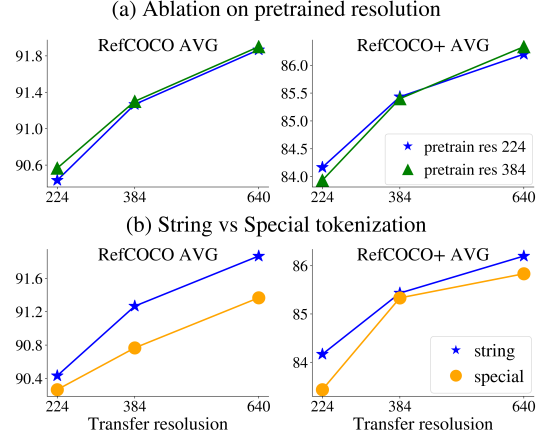 (a) Ablation on pretrained resolution
RefCOCO AVG
91.8
91.4
91.0
90.6
224 384 640
RefCOCO+ AVG
86.0
85.5
85.0
84.5
84.0
pretrain res 224
pretrain res 384
224 384 640
(b) String vs Special tokenization
RefCOCO AVG
91.6
91.2
90.8
90.4
224 384 640
Transfer resolusion
RefCOCO+ AVG
86
85
84
string
special
224 384 640
Transfer resolusion